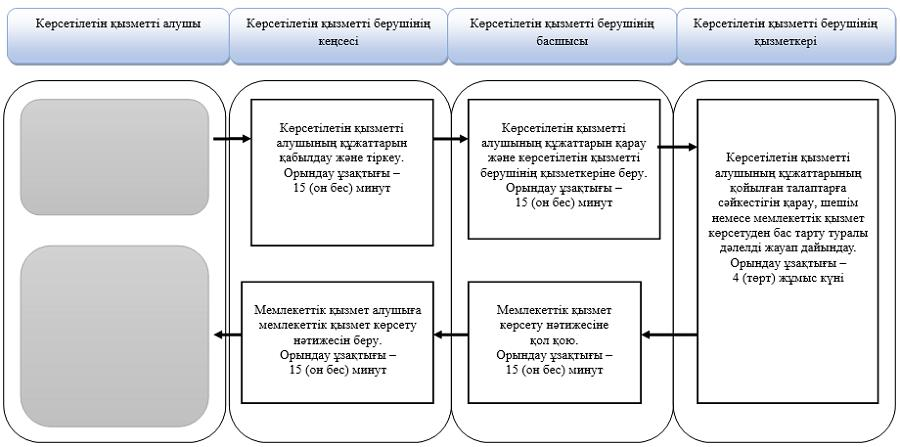 Көрсетілетін қызметті алушы
Көрсетілетін қызметті берушінің
кеңсесі
Көрсетілетін қызметті берушінің
басшысы
Көрсетілетін қызметті берушінің
қызметкері
Көрсетілетін қызметті
алушының құжаттарын
қабылдау және тіркеу.
Орындау ұзақтығы –
15 (он бес) минут
Көрсетілетін қызметті
алушының құжаттарын қарау
және көрсетілетін қызметті
берушінің қызметкеріне беру.
Орындау ұзақтығы –
15 (он бес) минут
Көрсетілетін қызметті
алушының құжаттарының
қойылған талаптарға
сәйкестігін қарау, шешім
немесе мемлекеттік қызмет
көрсетуден бас тарту туралы
дәлелді жауап дайындау.
Орындау ұзақтығы –
4 (төрт) жұмыс күні
Мемлекеттік қызмет алушыға
мемлекеттік қызмет көрсету
нәтижесін беру.
Орындау ұзақтығы –
15 (он бес) минут
Мемлекеттік қызмет
көрсету нәтижесіне
қол қою.
Орындау ұзақтығы –
15 (он бес) минут